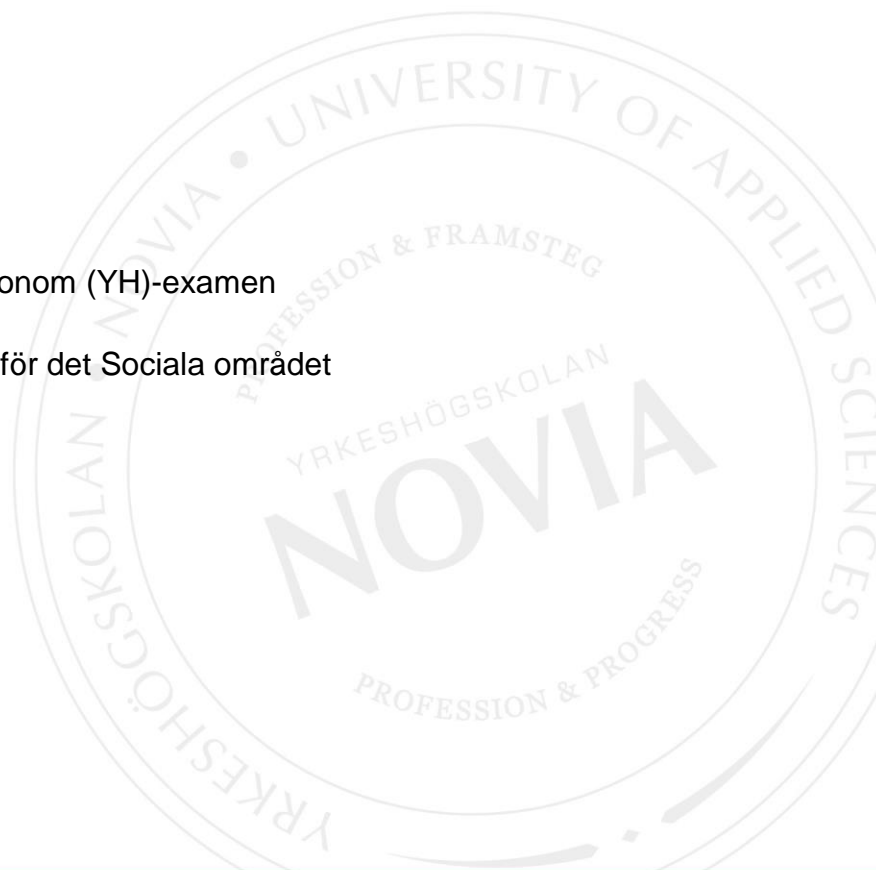 UNIVERSITY OF APPLIED SCIENCES
YRKESHÖGSKOLAN • NOVIA •
PROFESSION & FRAMSTEG
onom (YH)-examen
för det Sociala området
YRKESHÖGSKOLAN
NOVIA
PROFESSION & PROGRESS